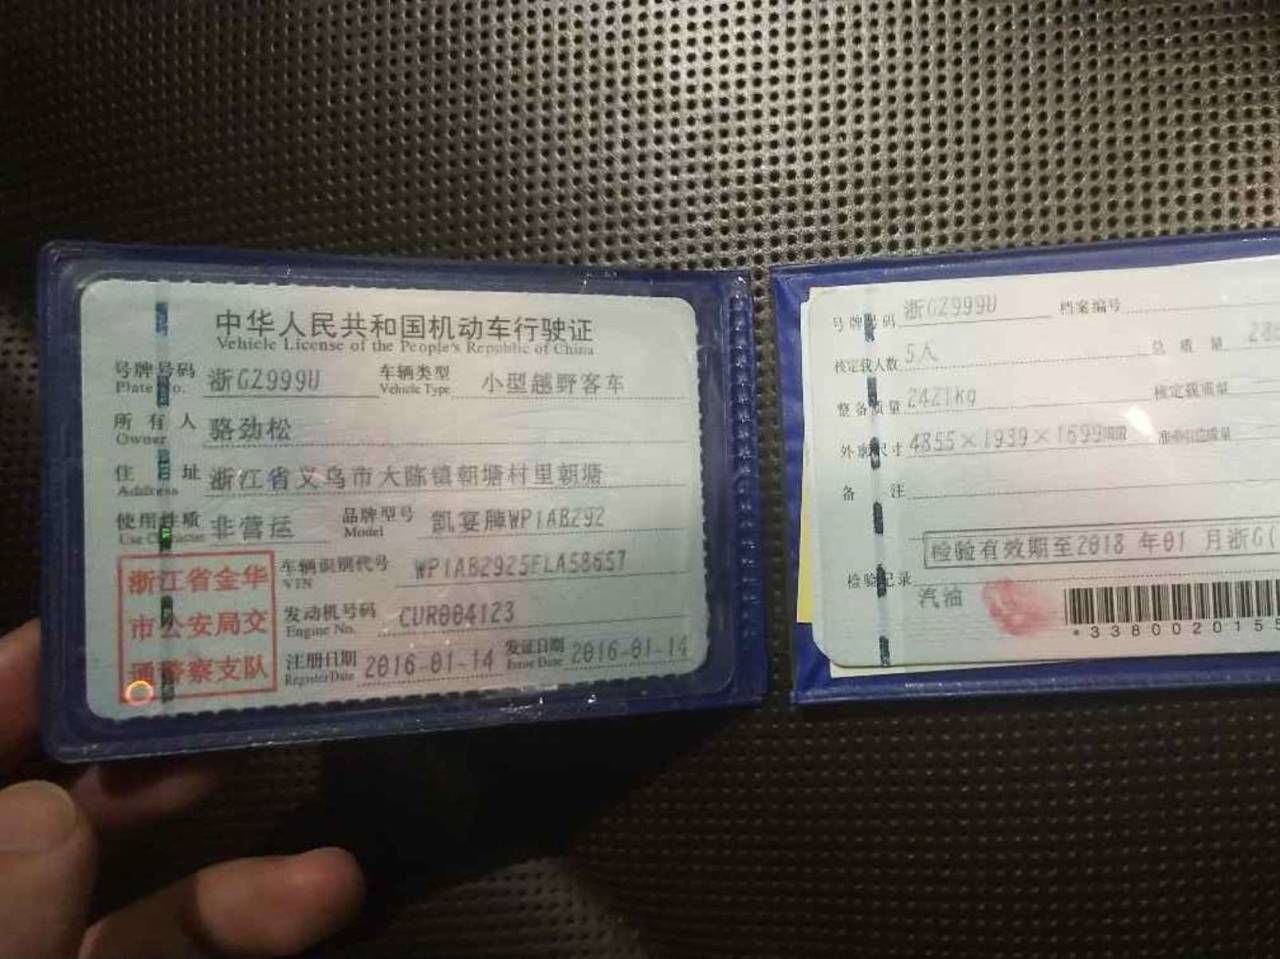 中华人民共和国机动车行驶证
Vehicle License of the People's Republic of China
号牌号码 Plate No. 浙GZ999U 车辆类型 Vehicle Type 小型越野客车
所有人 Owner 骆劲松
住址 Address 浙江省义乌市大陈镇朝塘村里朝塘
使用性质 Use Character 非营运 品牌型号 Model 凯宴牌WP1AB292
车辆识别代号 VIN WP1AB2925FLA58657
发动机号码 Engine No. CUR004123
注册日期 Register Date 2016-01-14 发证日期 Issue Date 2016-01-14
浙江省金华
市公安局交
通警察支队
号牌号码 浙GZ999U 档案编号
核定载人数 5人 总质量
整备质量 2421kg 核定载质量
外廓尺寸 4855×1939×1699 准牵引总质量
备注
检验有效期至2018年01月浙G(
检验记录
汽油
*338002015